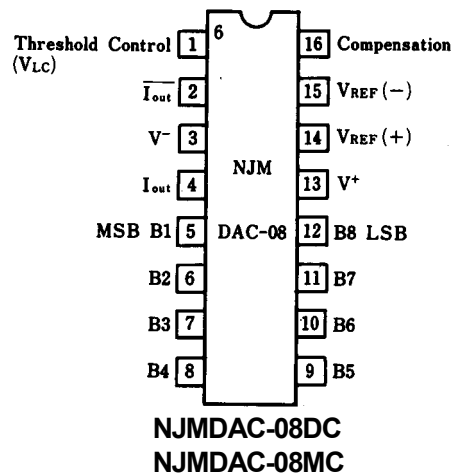 6
Threshold Control 1 16 Compensation
(VLC)
Iout 2 15 VREF (−)
V− 3 14 VREF (+)
NJM
Iout 4 13 V+
MSB B1 5 DAC-08 12 B8 LSB
B2 6 11 B7
B3 7 10 B6
B4 8 9 B5
NJMDAC-08DC
NJMDAC-08MC